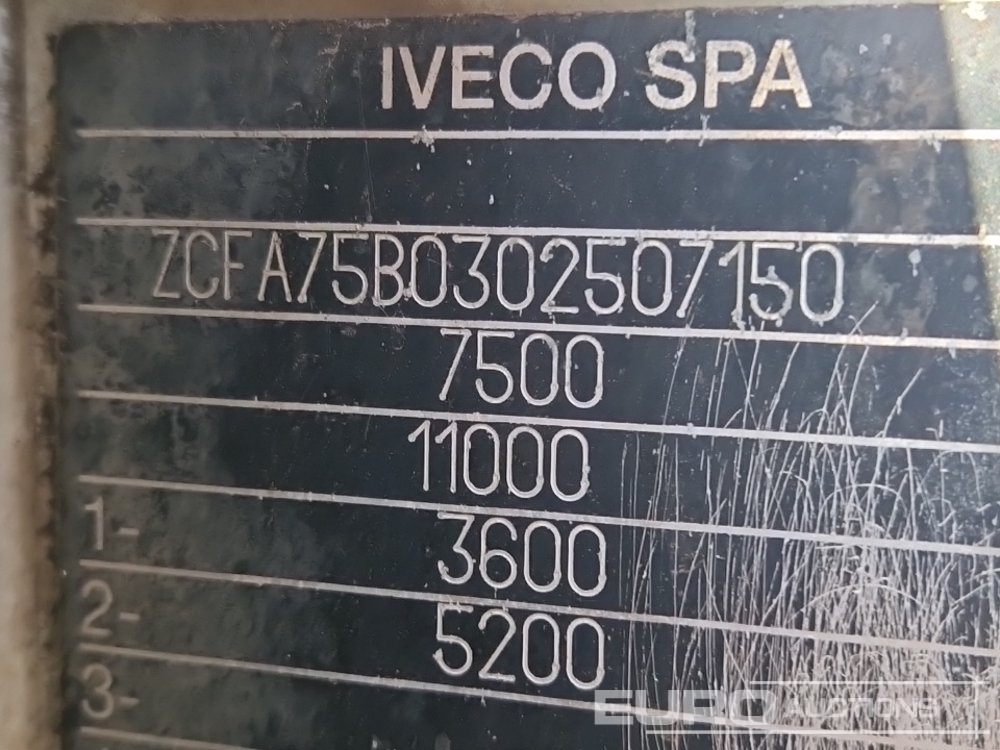 IVECO SPA
ZCFA75B0302507150
7500
11000
1- 3600
2- 5200
3-
EURO AUCTIONS